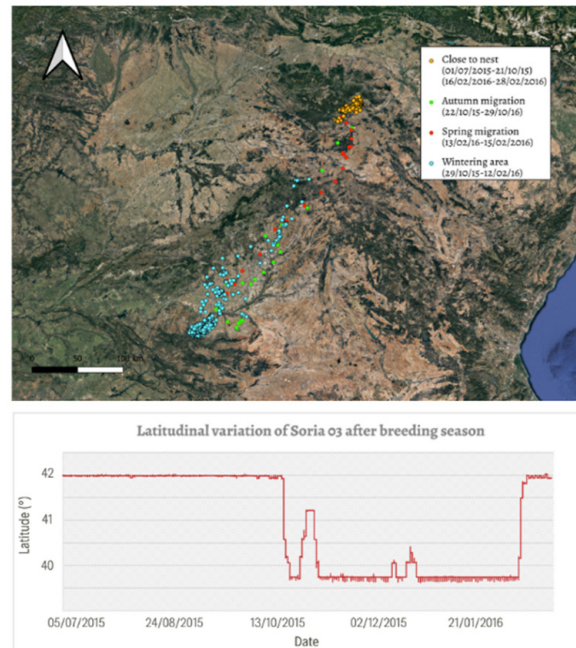 Close to nest
(01/07/2015-21/10/15)
(16/02/2016-28/02/2016)
Autumn migration
(22/10/15-29/10/16)
Spring migration
(13/02/16-15/02/2016)
Wintering area
(29/10/15-12/02/16)
0 50 100 km
Latitudinal variation of Soria 03 after breeding season
Latitude (°)
42
41
40
05/07/2015 24/08/2015 13/10/2015 02/12/2015 21/01/2016
Date